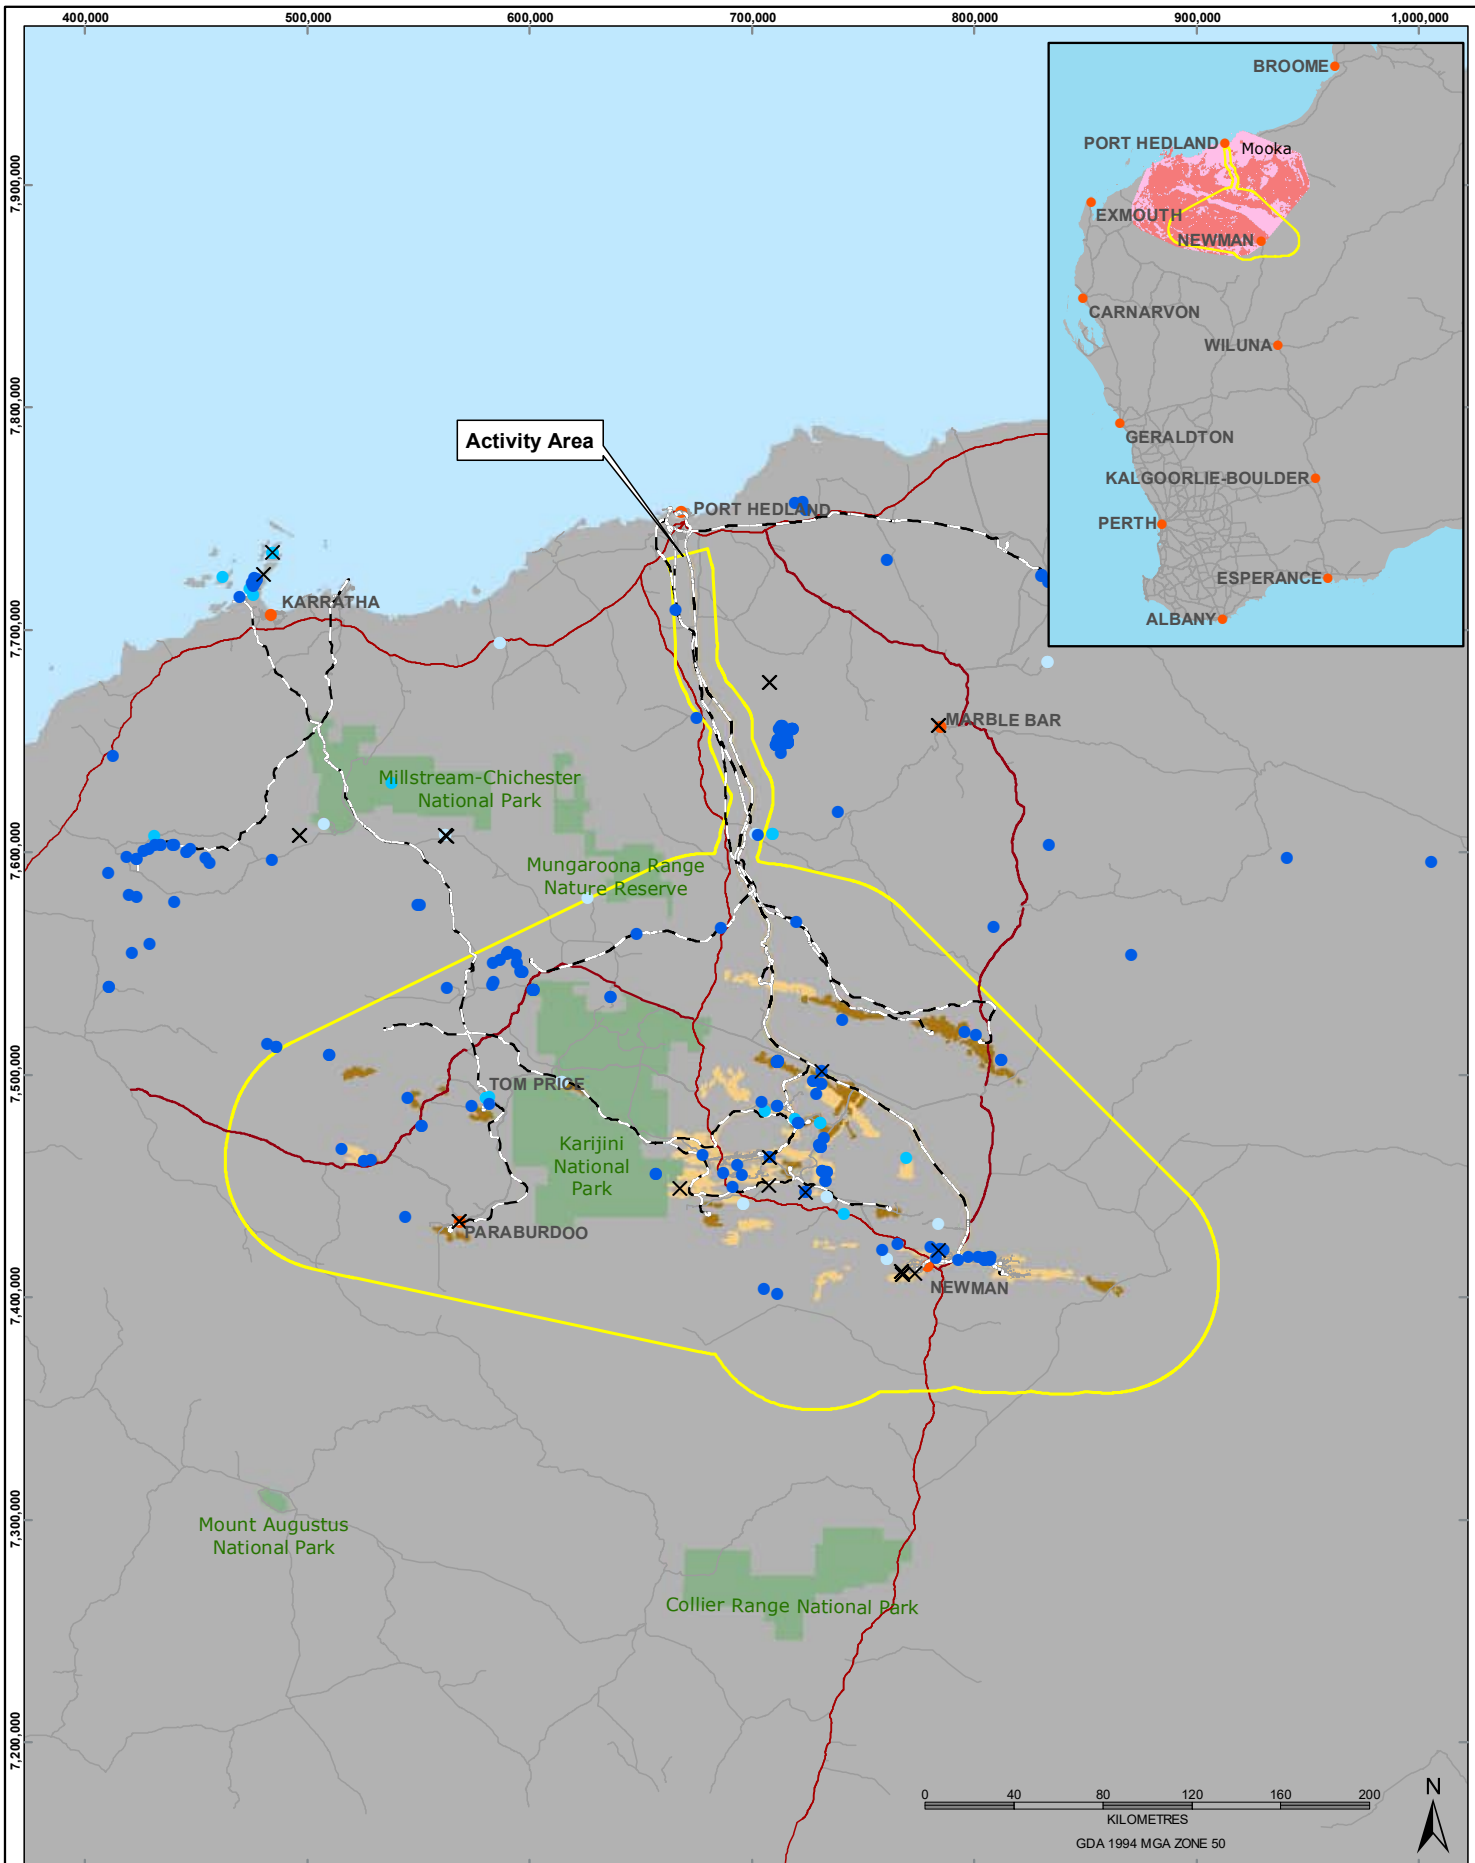 400,000
500,000
600,000
700,000
800,000
900,000
1,000,000
7,900,000
7,800,000
7,700,000
7,600,000
7,500,000
7,400,000
7,300,000
7,200,000
BROOME
PORT HEDLAND
Mooka
EXMOUTH
NEWMAN
CARNARVON
WILUNA
GERALDTON
KALGOORLIE-BOULDER
PERTH
ESPERANCE
ALBANY
Activity Area
PORT HEDLAND
KARRATHA
MARBLE BAR
Millstream-Chichester
National Park
Mungaroona Range
Nature Reserve
TOM PRICE
Karijini
National
Park
PARABURDOO
NEWMAN
Mount Augustus
National Park
Collier Range National Park
0
40
80
120
160
200
KILOMETRES
GDA 1994 MGA ZONE 50
N